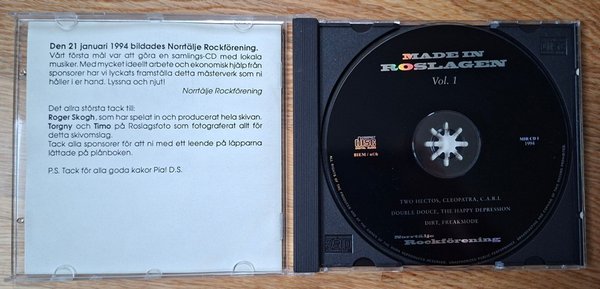 Den 21 januari 1994 bildades Norrtälje Rockförening.
Vårt första mål var att göra en samlings-CD med lokala
musiker. Med mycket ideellt arbete och ekonomisk hjälp från
sponsorer har vi lyckats framställa detta mästerverk som ni
håller i er hand. Lyssna och njut!
Norrtälje Rockförening
Det allra största tack till:
Roger Skogh, som har spelat in och producerat hela skivan.
Torgny och Timo på Roslagsfoto som fotograferat allt för
detta skivomslag.
Tack alla sponsorer för att ni med ett leende på läpparna
lättade på plånboken.
P.S. Tack för alla goda kakor Pia! D.S.
MADE IN
ROSLAGEN
Vol. 1
COMPACT
disc
DIGITAL AUDIO
BIEM / n©b
MIR CD 1
1994
TWO HECTOS, CLEOPATRA, C.A.R.L
DOUBLE DOUCE, THE HAPPY DEPRESSION
DIRT, FREAKMODE
Norrtälje
Rockförening